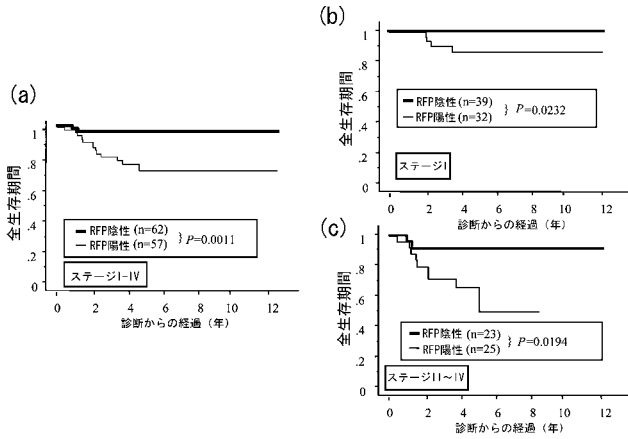 (a)
全生存期間
1
.8
.6
.4
.2
0
RFP陰性 (n=62)
RFP陽性 (n=57)
} P=0.0011
ステージI-IV
0 2 4 6 8 10 12
診断からの経過（年）
(b)
全生存期間
1
.8
.6
.4
.2
0
RFP陰性 (n=39)
RFP陽性 (n=32)
} P=0.0232
ステージI
0 2 4 6 8 10 12
診断からの経過（年）
(c)
全生存期間
1
.8
.6
.4
.2
0
RFP陰性 (n=23)
RFP陽性 (n=25)
} P=0.0194
ステージII～IV
0 2 4 6 8 10 12
診断からの経過（年）